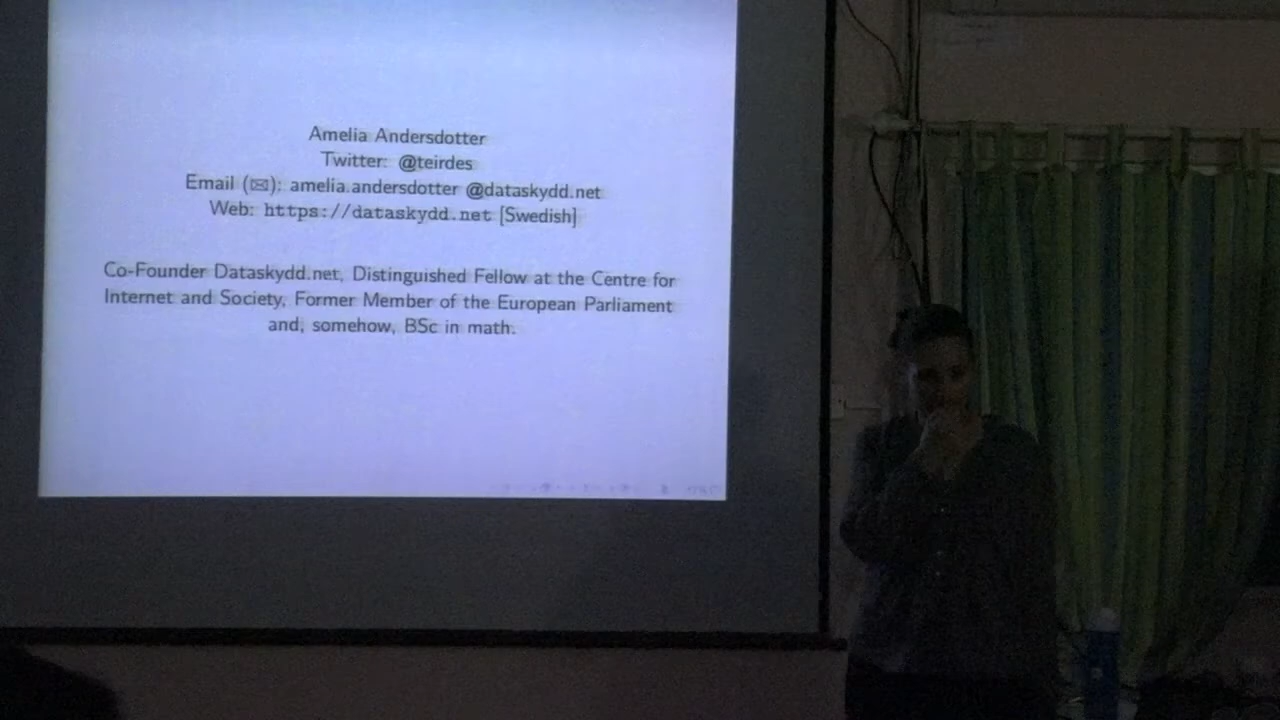 Amelia Andersdotter
Twitter: @teirdes
Email (✉): amelia.andersdotter @dataskydd.net
Web: https://dataskydd.net [Swedish]
Co-Founder Dataskydd.net, Distinguished Fellow at the Centre for
Internet and Society, Former Member of the European Parliament
and, somehow, BSc in math.